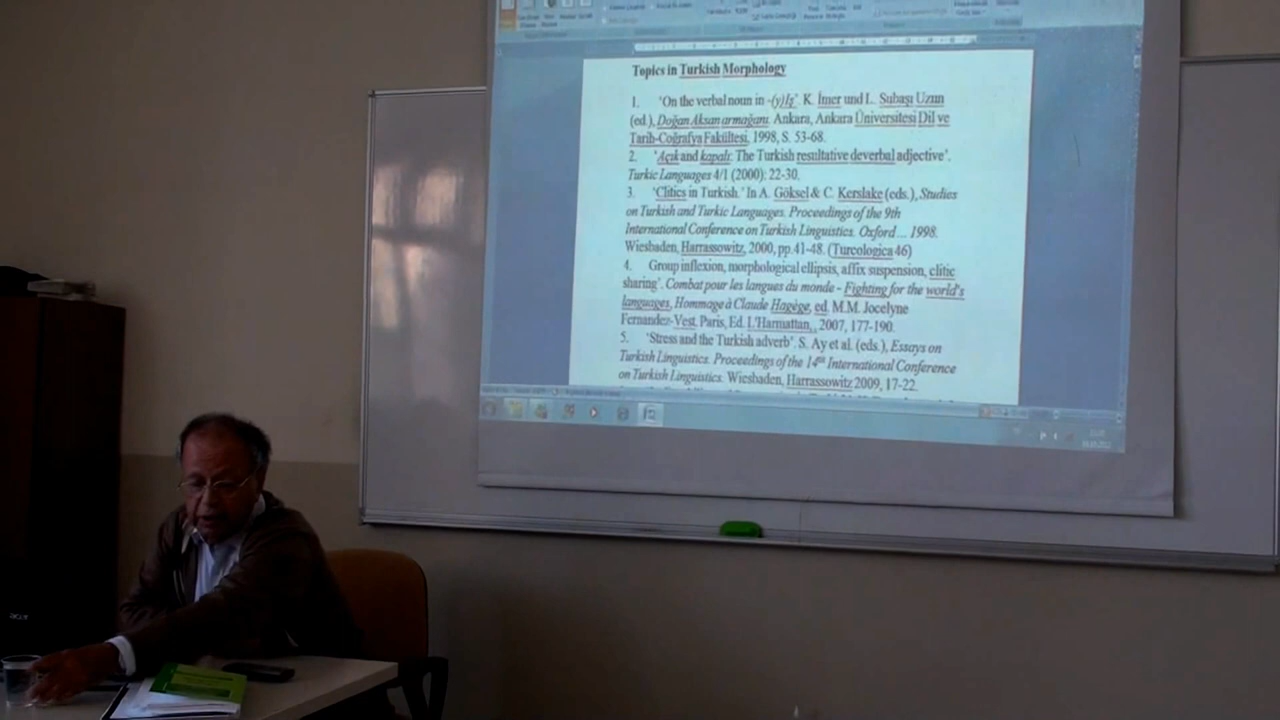 Topics in Turkish Morphology
1. 'On the verbal noun in -(y)Iş'. K. İmer und L. Subaşı Uzun
(ed.), Doğan Aksan armağanı. Ankara, Ankara Üniversitesi Dil ve
Tarih-Coğrafya Fakültesi, 1998, S. 53-68.
2. 'Açık and kapalı: The Turkish resultative deverbal adjective'.
Turkic Languages 4/1 (2000): 22-30.
3. 'Clitics in Turkish.' In A. Göksel & C. Kerslake (eds.), Studies
on Turkish and Turkic Languages. Proceedings of the 9th
International Conference on Turkish Linguistics. Oxford... 1998.
Wiesbaden, Harrassowitz, 2000, pp.41-48. (Turcologica 46)
4. Group inflexion, morphological ellipsis, affix suspension, clitic
sharing'. Combat pour les langues du monde - Fighting for the world's
languages, Hommage à Claude Hagège, ed. M.M. Jocelyne
Fernandez-Vest. Paris, Ed. L'Harmattan,, 2007, 177-190.
5. 'Stress and the Turkish adverb'. S. Ay et al. (eds.), Essays on
Turkish Linguistics. Proceedings of the 14th International Conference
on Turkish Linguistics. Wiesbaden, Harrassowitz 2009, 17-22.
acer